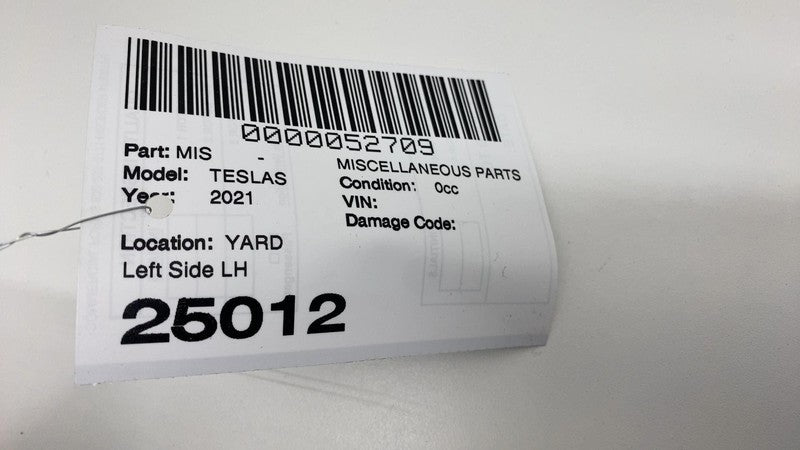 0000052709
Part: MIS - MISCELLANEOUS PARTS
Model: TESLAS Condition: 0cc
Year: 2021 VIN:
Damage Code:
Location: YARD
Left Side LH
25012